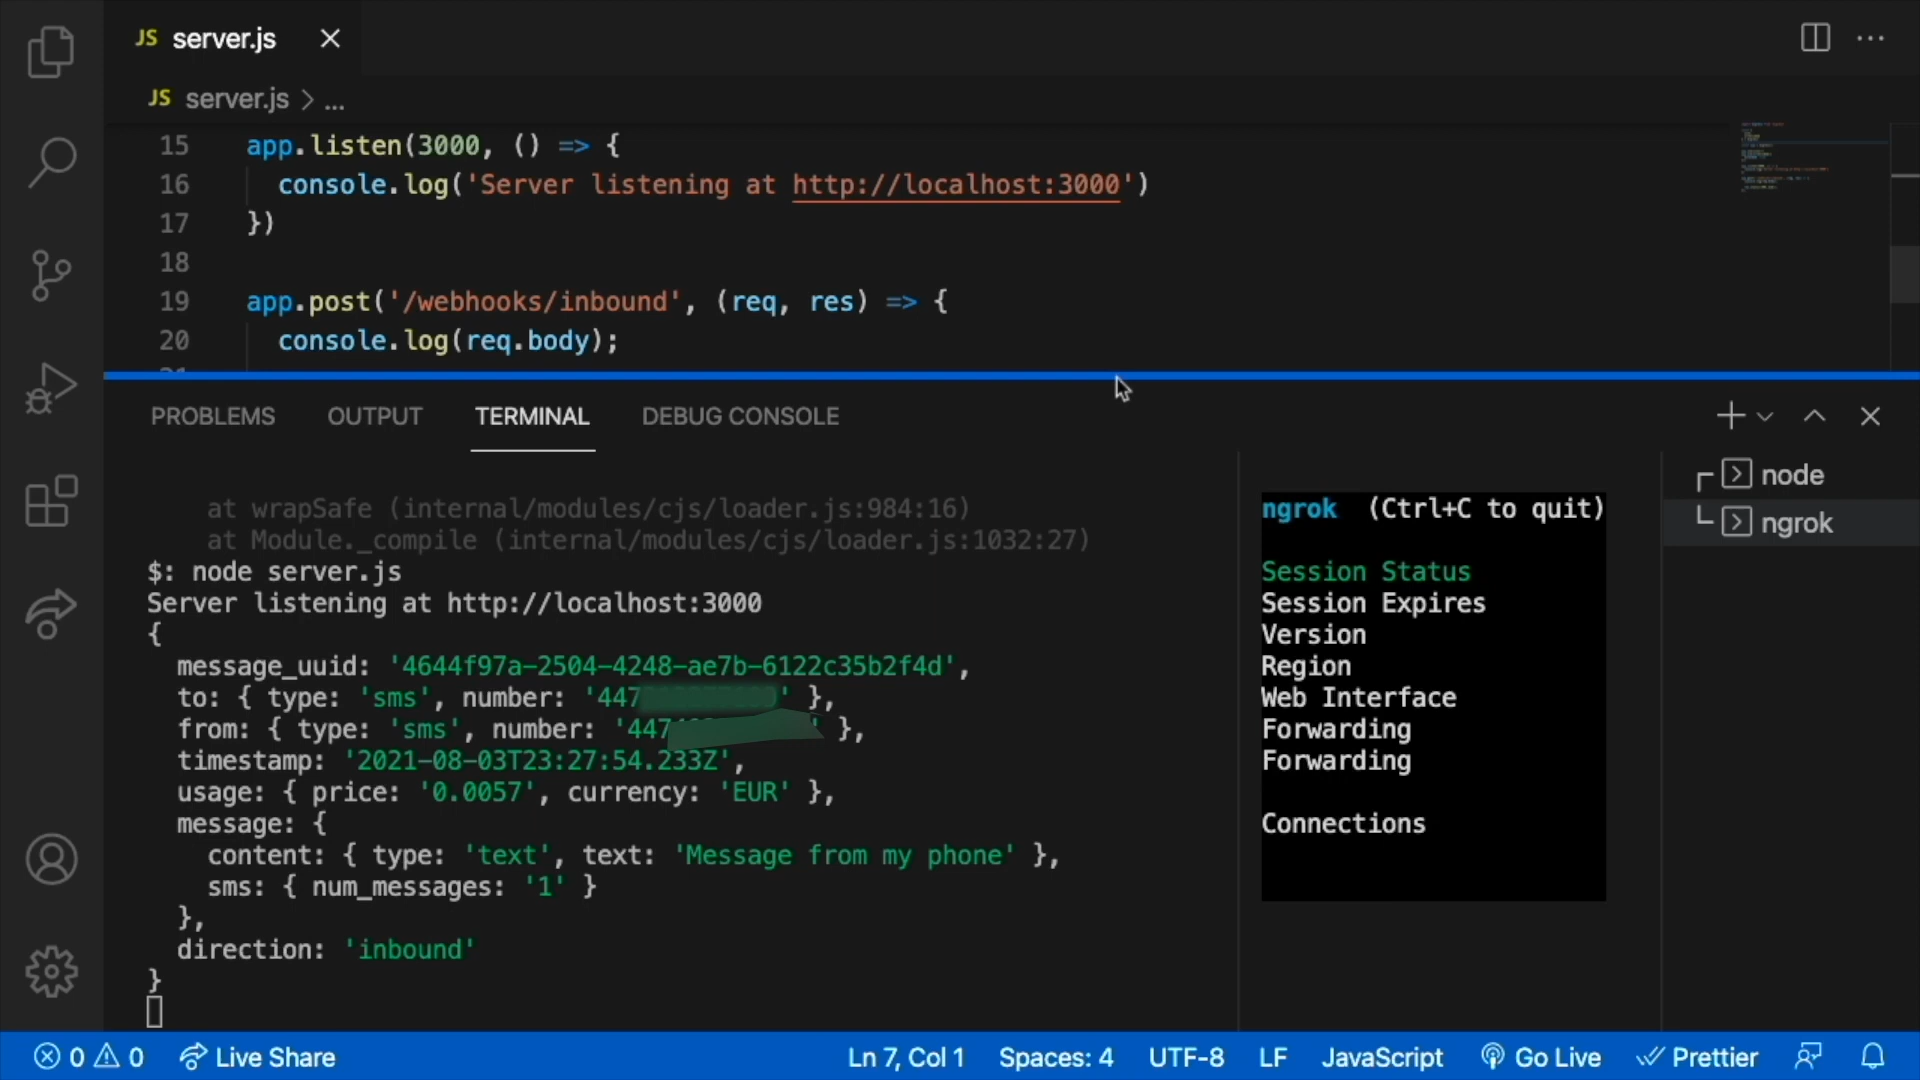 JS server.js
JS server.js > ...
15 app.listen(3000, () => {
16 console.log('Server listening at http://localhost:3000')
17 })
18
19 app.post('/webhooks/inbound', (req, res) => {
20 console.log(req.body);
PROBLEMS OUTPUT TERMINAL DEBUG CONSOLE
at wrapSafe (internal/modules/cjs/loader.js:984:16)
at Module._compile (internal/modules/cjs/loader.js:1032:27)
$: node server.js
Server listening at http://localhost:3000
{
message_uuid: '4644f97a-2504-4248-ae7b-6122c35b2f4d',
to: { type: 'sms', number: '447 ' },
from: { type: 'sms', number: '447 ' },
timestamp: '2021-08-03T23:27:54.233Z',
usage: { price: '0.0057', currency: 'EUR' },
message: {
content: { type: 'text', text: 'Message from my phone' },
sms: { num_messages: '1' }
},
direction: 'inbound'
}
ngrok (Ctrl+C to quit)
Session Status
Session Expires
Version
Region
Web Interface
Forwarding
Forwarding
Connections
node
ngrok
0 0 Live Share Ln 7, Col 1 Spaces: 4 UTF-8 LF JavaScript Go Live Prettier